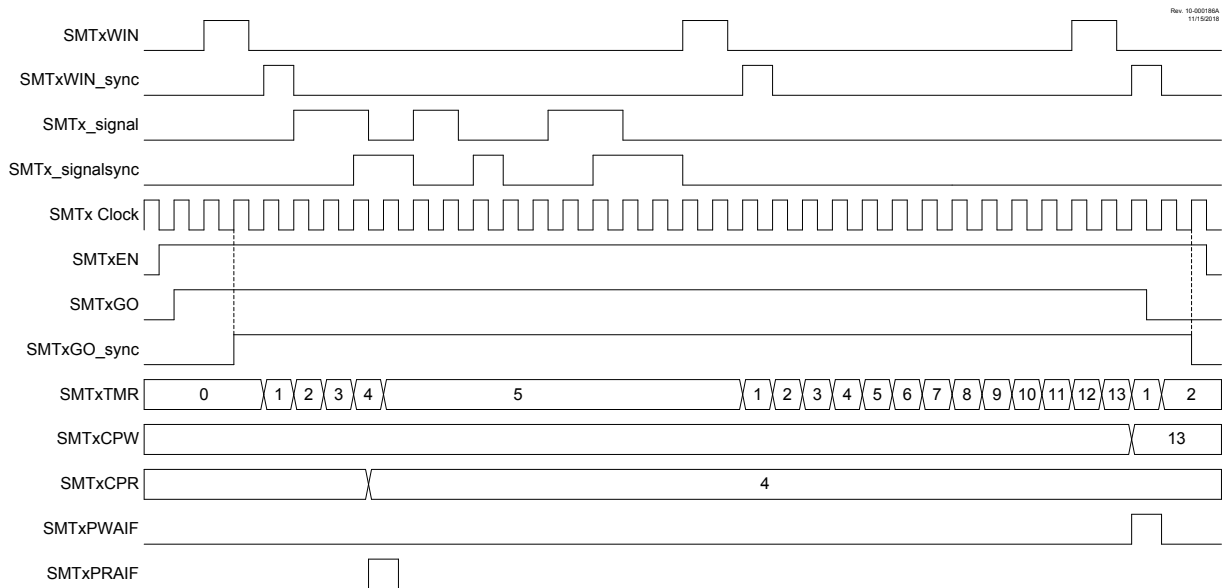 Rev. 10-000186A
11/15/2018
SMTxWIN
SMTxWIN_sync
SMTx_signal
SMTx_signalsync
SMTx Clock
SMTxEN
SMTxGO
SMTxGO_sync
SMTxTMR 0 1 2 3 4 5 1 2 3 4 5 6 7 8 9 10 11 12 13 1 2
SMTxCPW 13
SMTxCPR 4
SMTxPWAIF
SMTxPRAIF